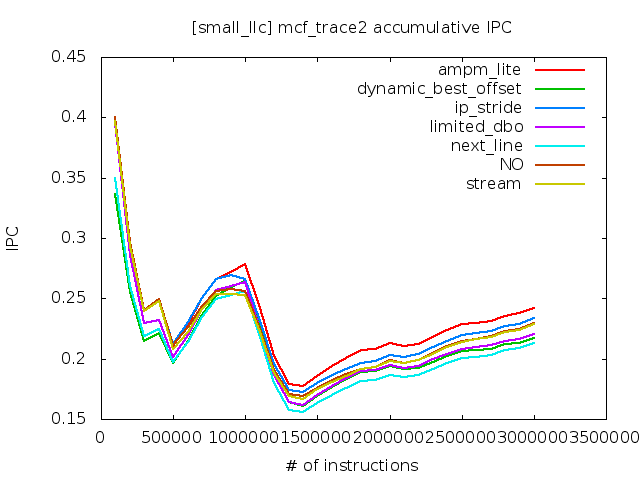 [small_llc] mcf_trace2 accumulative IPC
0.45
0.4
0.35
0.3
0.25
0.2
0.15
IPC
ampm_lite
dynamic_best_offset
ip_stride
limited_dbo
next_line
NO
stream
0 500000 1000000 1500000 2000000 2500000 3000000 3500000
# of instructions